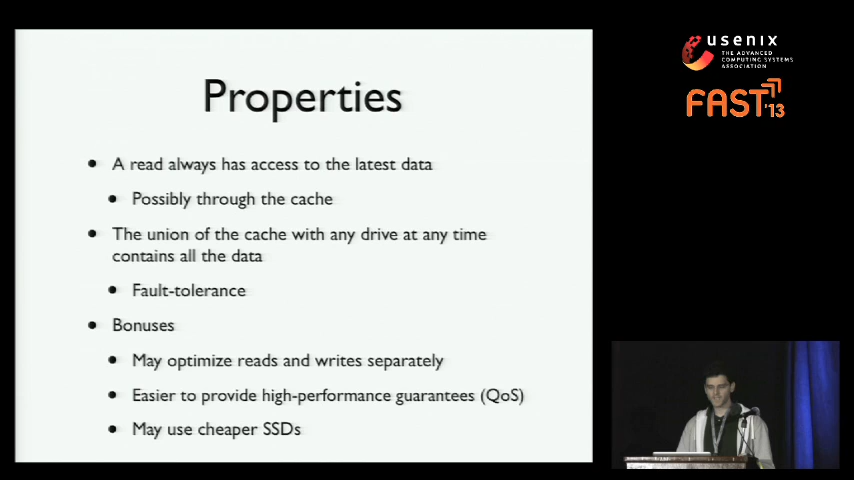 usenix
THE ADVANCED
COMPUTING SYSTEMS
ASSOCIATION
FAST'13
Properties
A read always has access to the latest data
Possibly through the cache
The union of the cache with any drive at any time
contains all the data
Fault-tolerance
Bonuses
May optimize reads and writes separately
Easier to provide high-performance guarantees (QoS)
May use cheaper SSDs